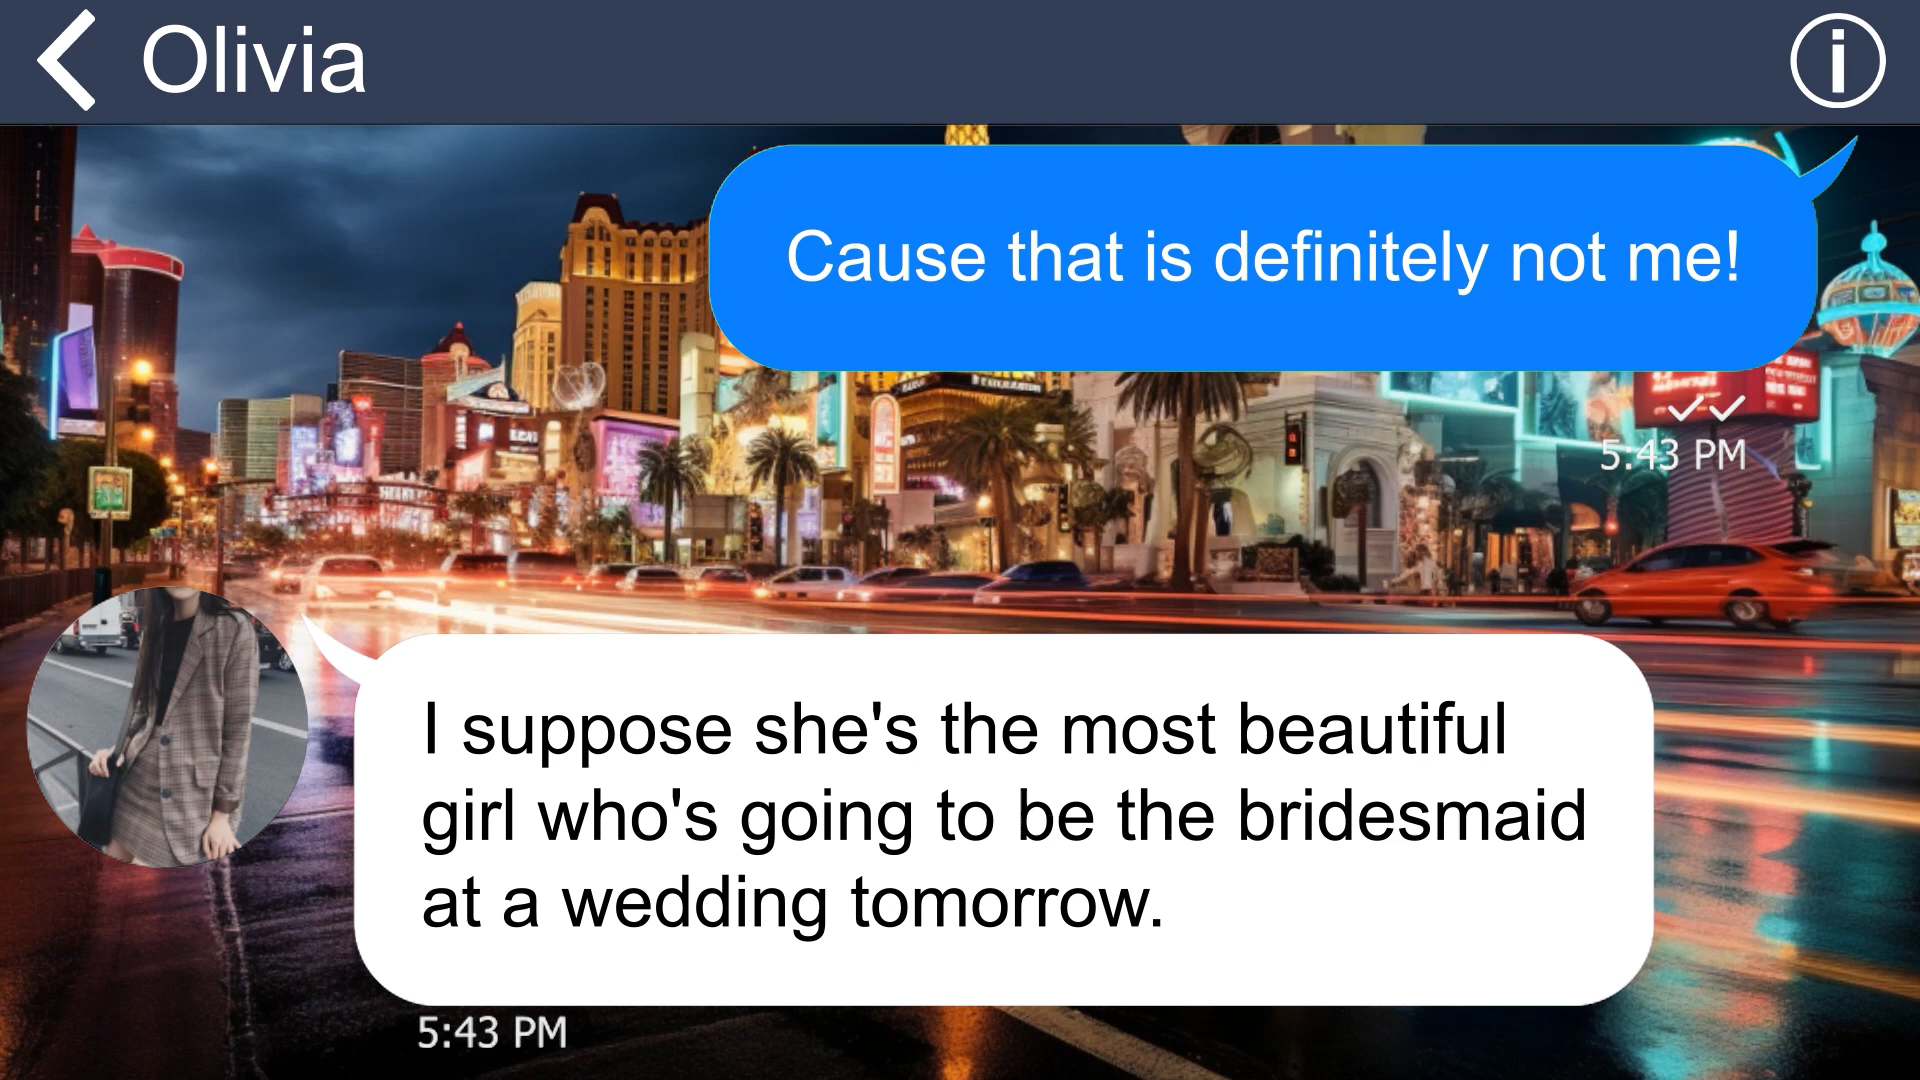 Olivia
Cause that is definitely not me!
5:43 PM
I suppose she's the most beautiful
girl who's going to be the bridesmaid
at a wedding tomorrow.
5:43 PM